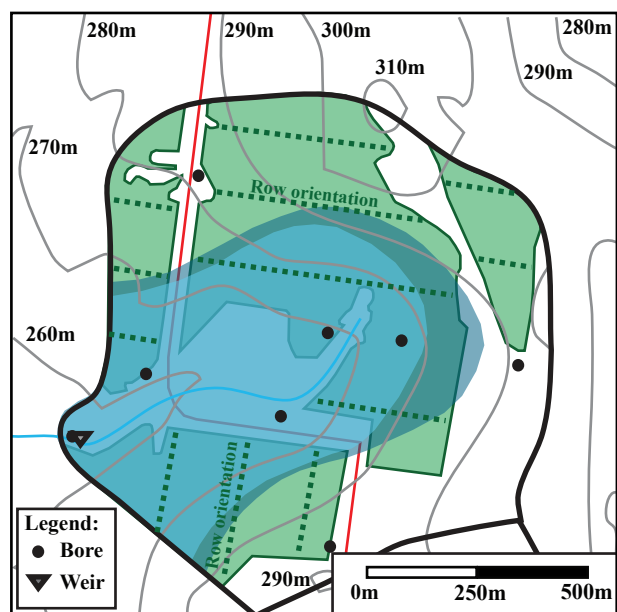 280m
290m
300m
280m
310m
290m
270m
Row orientation
260m
Row orientation
Legend:
Bore
Weir
290m
0m
250m
500m